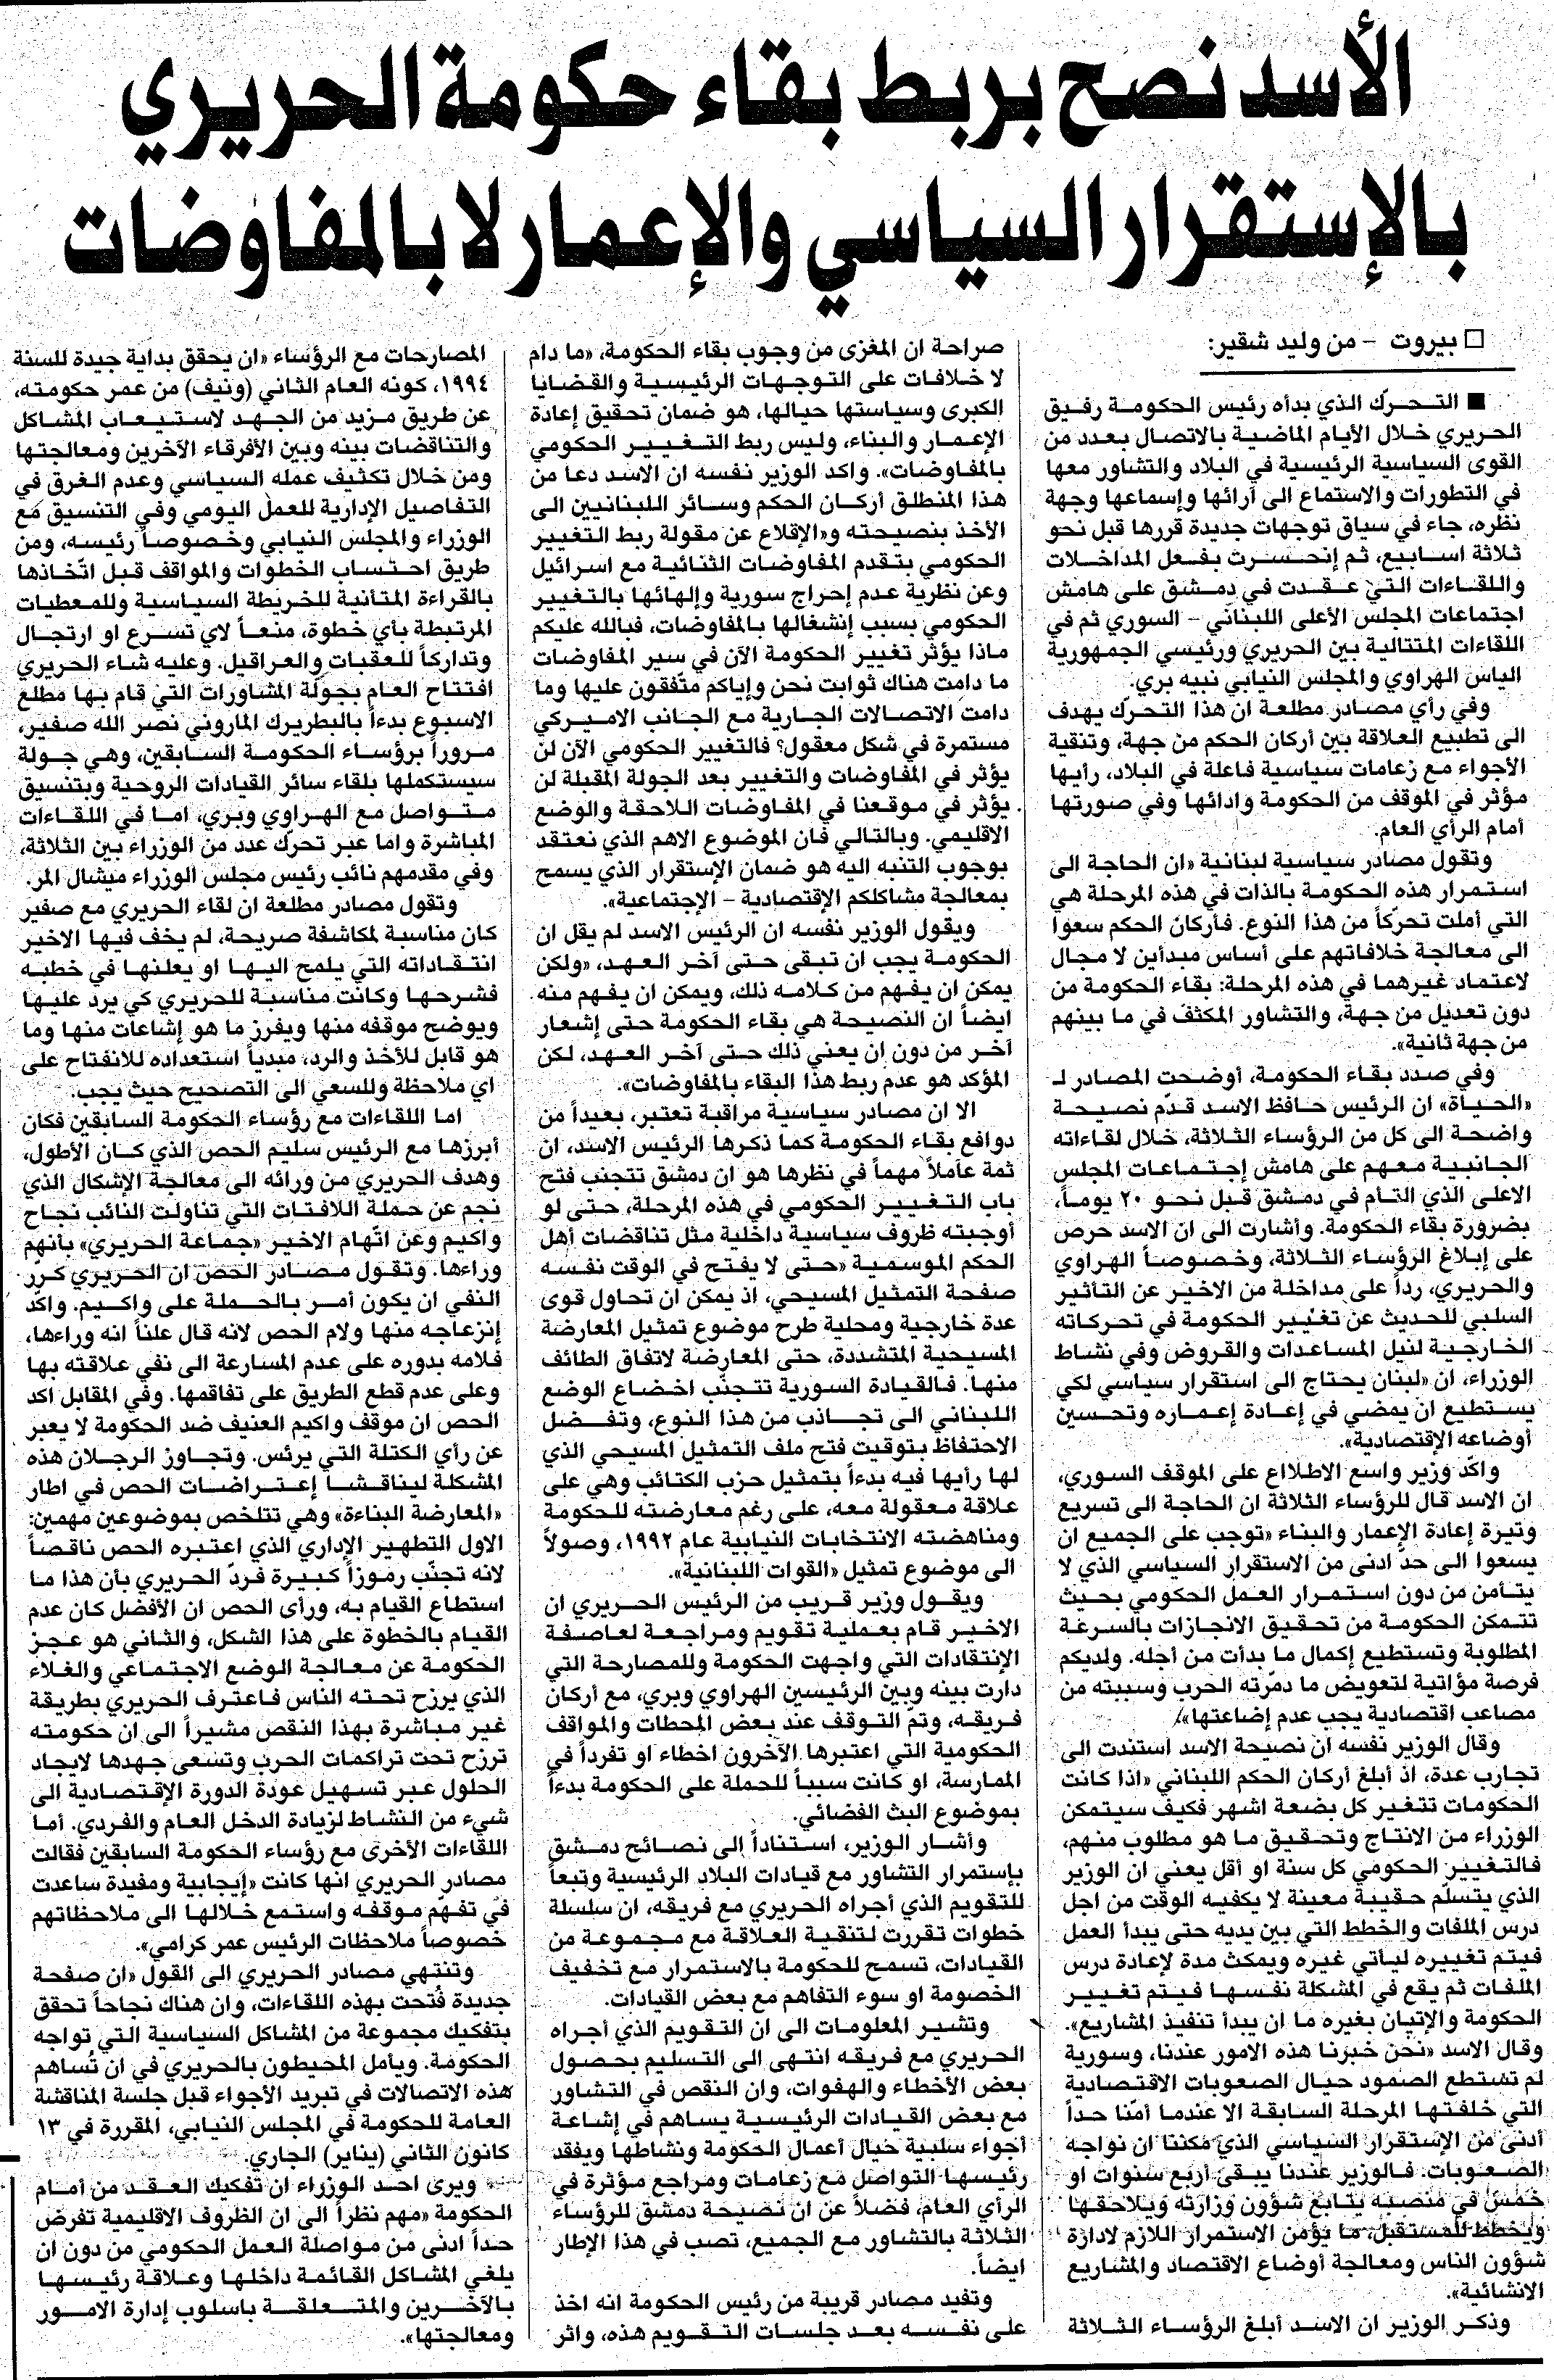 الأسد نصح بربط بقاء حكومة الحريري
بالإستقرار السياسي والإعمار لا بالمفاوضات
□ بيروت - من وليد شقير:
■ التحرّك الذي بدأه رئيس الحكومة رفيق
الحريري خلال الأيام الماضية بالاتصال بعدد من
القوى السياسية الرئيسية في البلاد والتشاور معها
في التطورات والاستماع الى آرائها وإسماعها وجهة
نظره، جاء في سياق توجهات جديدة قررها قبل نحو
ثلاثة اسابيع، ثم إنحسرت بفعل المداخلات
واللقاءات التي عقدت في دمشق على هامش
اجتماعات المجلس الأعلى اللبناني - السوري ثم في
اللقاءات المتتالية بين الحريري ورئيسي الجمهورية
الياس الهراوي والمجلس النيابي نبيه بري.
وفي رأي مصادر مطلعة ان هذا التحرّك يهدف
الى تطبيع العلاقة بين أركان الحكم من جهة، وتنقية
الأجواء مع زعامات سياسية فاعلة في البلاد، رأيها
مؤثر في الموقف من الحكومة وادائها وفي صورتها
أمام الرأي العام.
وتقول مصادر سياسية لبنانية «ان الحاجة الى
استمرار هذه الحكومة بالذات في هذه المرحلة هي
التي أملت تحرّكاً من هذا النوع. فأركان الحكم سعوا
الى معالجة خلافاتهم على أساس مبدأين لا مجال
لاعتماد غيرهما في هذه المرحلة: بقاء الحكومة من
دون تعديل من جهة، والتشاور المكثف في ما بينهم
من جهة ثانية».
وفي صدد بقاء الحكومة، أوضحت المصادر لـ
«الحياة» ان الرئيس حافظ الاسد قدّم نصيحة
واضحة الى كل من الرؤساء الثلاثة، خلال لقاءاته
الجانبية معهم على هامش إجتماعات المجلس
الاعلى الذي التام في دمشق قبل نحو ٢٠ يوماً،
بضرورة بقاء الحكومة. وأشارت الى ان الاسد حرص
على إبلاغ الرؤساء الثلاثة، وخصوصاً الهراوي
والحريري، رداً على مداخلة من الاخير عن التأثير
السلبي للحديث عن تغيير الحكومة في تحركاته
الخارجية لنيل المساعدات والقروض وفي نشاط
الوزراء، ان «لبنان يحتاج الى استقرار سياسي لكي
يستطيع ان يمضي في إعادة إعماره وتحسين
أوضاعه الإقتصادية».
واكّد وزير واسع الاطلااع على الموقف السوري،
ان الاسد قال للرؤساء الثلاثة ان الحاجة الى تسريع
وتيرة إعادة الإعمار والبناء «توجب على الجميع ان
يسعوا الى حد ادنى من الاستقرار السياسي الذي لا
يتأمن من دون استمرار العمل الحكومي بحيث
تتمكن الحكومة من تحقيق الانجازات بالسرعة
المطلوبة وتستطيع إكمال ما بدأت من أجله. ولديكم
فرصة مؤاتية لتعويض ما دمّرته الحرب وسببته من
مصاعب اقتصادية يجب عدم إضاعتها».
وقال الوزير نفسه ان نصيحة الاسد استندت الى
تجارب عدة، اذ أبلغ أركان الحكم اللبناني «اذا كانت
الحكومات تتغير كل بضعة اشهر فكيف سيتمكن
الوزراء من الانتاج وتحقيق ما هو مطلوب منهم،
فالتغيير الحكومي كل سنة او أقل يعني ان الوزير
الذي يتسلّم حقيبة معينة لا يكفيه الوقت من اجل
درس الملفات والخطط التي بين يديه حتى يبدأ العمل
فيتم تغييره ليأتي غيره ويمكث مدة لإعادة درس
الملفات ثم يقع في المشكلة نفسها فيتم تغيير
الحكومة والإتيان بغيره ما ان يبدأ تنفيذ المشاريع».
وقال الاسد «نحن خبرنا هذه الامور عندنا، وسورية
لم تستطع الصمود حيال الصعوبات الاقتصادية
التي خلفتها المرحلة السابقة الا عندما أمّنا حداً
أدنى من الإستقرار السياسي الذي مكننا ان نواجه
الصعوبات. فالوزير عندنا يبقى أربع سنوات او
خمس في منصبه يتابع شؤون وزارته ويلاحقها
ويخطط للمستقبل، ما يؤمن الاستمرار اللازم لادارة
شؤون الناس ومعالجة أوضاع الاقتصاد والمشاريع
الانشائية».
وذكر الوزير ان الاسد أبلغ الرؤساء الثلاثة
صراحة ان المغزى من وجوب بقاء الحكومة، «ما دام
لا خلافات على التوجهات الرئيسية والقضايا
الكبرى وسياستها حيالها، هو ضمان تحقيق إعادة
الإعمار والبناء، وليس ربط التغيير الحكومي
بالمفاوضات». واكد الوزير نفسه ان الاسد دعا من
هذا المنطلق أركان الحكم وسائر اللبنانيين الى
الأخذ بنصيحته و«الإقلاع عن مقولة ربط التغيير
الحكومي بتقدم المفاوضات الثنائية مع اسرائيل
وعن نظرية عدم إحراج سورية وإلهائها بالتغيير
الحكومي بسبب إنشغالها بالمفاوضات، فبالله عليكم
ماذا يؤثر تغيير الحكومة الآن في سير المفاوضات
ما دامت هناك ثوابت نحن وإياكم متّفقون عليها وما
دامت الاتصالات الجارية مع الجانب الاميركي
مستمرة في شكل معقول؟ فالتغيير الحكومي الآن لن
يؤثر في المفاوضات والتغيير بعد الجولة المقبلة لن
يؤثر في موقعنا في المفاوضات اللاحقة والوضع
الاقليمي. وبالتالي فان الموضوع الاهم الذي نعتقد
بوجوب التنبه اليه هو ضمان الإستقرار الذي يسمح
بمعالجة مشاكلكم الإقتصادية - الإجتماعية».
ويقول الوزير نفسه ان الرئيس الاسد لم يقل ان
الحكومة يجب ان تبقى حتى آخر العهد، «ولكن
يمكن ان يفهم من كلامه ذلك، ويمكن ان يفهم منه
ايضاً ان النصيحة هي بقاء الحكومة حتى إشعار
آخر من دون ان يعني ذلك حتى آخر العهد، لكن
المؤكد هو عدم ربط هذا البقاء بالمفاوضات».
الا ان مصادر سياسية مراقبة تعتبر، بعيداً من
دوافع بقاء الحكومة كما ذكرها الرئيس الاسد، ان
ثمة عاملاً مهماً في نظرها هو ان دمشق تتجنب فتح
باب التغيير الحكومي في هذه المرحلة، حتى لو
أوجبته ظروف سياسية داخلية مثل تناقضات أهل
الحكم الموسمية «حتى لا يفتح في الوقت نفسه
صفحة التمثيل المسيحي، اذ يمكن ان تحاول قوى
عدة خارجية ومحلية طرح موضوع تمثيل المعارضة
المسيحية المتشددة، حتى المعارضة لاتفاق الطائف
منها. فالقيادة السورية تتجنّب اخضاع الوضع
اللبناني الى تجاذب من هذا النوع، وتفضل
الاحتفاظ بتوقيت فتح ملف التمثيل المسيحي الذي
لها رأيها فيه بدءاً بتمثيل حزب الكتائب وهي على
علاقة معقولة معه، على رغم معارضته للحكومة
ومناهضته الانتخابات النيابية عام ١٩٩٢، وصولاً
الى موضوع تمثيل «القوات اللبنانية».
ويقول وزير قريب من الرئيس الحريري ان
الاخير قام بعملية تقويم ومراجعة لعاصفة
الإنتقادات التي واجهت الحكومة وللمصارحة التي
دارت بينه وبين الرئيسين الهراوي وبري، مع أركان
فريقه، وتم التوقف عند بعض المحطات والمواقف
الحكومية التي اعتبرها الآخرون اخطاء او تفرداً في
الممارسة، او كانت سبباً للحملة على الحكومة بدءاً
بموضوع البث الفضائي.
وأشار الوزير، استناداً إلى نصائح دمشق
بإستمرار التشاور مع قيادات البلاد الرئيسية وتبعاً
للتقويم الذي أجراه الحريري مع فريقه، ان سلسلة
خطوات تقررت لتنقية العلاقة مع مجموعة من
القيادات، تسمح للحكومة بالاستمرار مع تخفيف
الخصومة او سوء التفاهم مع بعض القيادات.
وتشير المعلومات الى ان التقويم الذي أجراه
الحريري مع فريقه انتهى الى التسليم بحصول
بعض الأخطاء والهفوات، وان النقص في التشاور
مع بعض القيادات الرئيسية يساهم في إشاعة
أجواء سلبية حيال أعمال الحكومة ونشاطها ويفقد
رئيسها التواصل مع زعامات ومراجع مؤثرة في
الرأي العام، فضلاً عن ان نصيحة دمشق للرؤساء
الثلاثة بالتشاور مع الجميع، تصب في هذا الإطار
ايضاً.
وتفيد مصادر قريبة من رئيس الحكومة انه اخذ
على نفسه بعد جلسات التقويم هذه، واثر
المصارحات مع الرؤساء «ان يحقق بداية جيدة للسنة
١٩٩٤، كونه العام الثاني (ونيف) من عمر حكومته،
عن طريق مزيد من الجهد لاستيعاب المشاكل
والتناقضات بينه وبين الأفرقاء الآخرين ومعالجتها
ومن خلال تكثيف عمله السياسي وعدم الغرق في
التفاصيل الإدارية للعمل اليومي وفي التنسيق مع
الوزراء والمجلس النيابي وخصوصاً رئيسه، ومن
طريق احتساب الخطوات والمواقف قبل اتّخاذها
بالقراءة المتأنية للخريطة السياسية وللمعطيات
المرتبطة بأي خطوة، منعاً لاي تسرع او ارتجال
وتداركاً للعقبات والعراقيل. وعليه شاء الحريري
افتتاح العام بجولة المشاورات التي قام بها مطلع
الاسبوع بدءاً بالبطريرك الماروني نصر الله صفير،
مروراً برؤساء الحكومة السابقين، وهي جولة
سيستكملها بلقاء سائر القيادات الروحية وبتنسيق
متواصل مع الهراوي وبري، اما في اللقاءات
المباشرة واما عبر تحرّك عدد من الوزراء بين الثلاثة،
وفي مقدمهم نائب رئيس مجلس الوزراء ميشال المر.
وتقول مصادر مطلعة ان لقاء الحريري مع صفير
كان مناسبة لمكاشفة صريحة، لم يخف فيها الاخير
انتقاداته التي يلمح اليها او يعلنها في خطبه
فشرحها وكانت مناسبة للحريري كي يرد عليها
ويوضح موقفه منها ويفرز ما هو إشاعات منها وما
هو قابل للأخذ والرد، مبدياً استعداده للانفتاح على
اي ملاحظة وللسعي الى التصحيح حيث يجب.
اما اللقاءات مع رؤساء الحكومة السابقين فكان
أبرزها مع الرئيس سليم الحص الذي كان الأطول،
وهدف الحريري من ورائه الى معالجة الإشكال الذي
نجم عن حملة اللافتات التي تناولت النائب نجاح
واكيم وعن اتّهام الاخير «جماعة الحريري» بأنهم
وراءها. وتقول مصادر الحص ان الحريري كرّر
النفي ان يكون أمر بالحملة على واكيم، واكّد
إنزعاجه منها ولام الحص لانه قال علناً انه وراءها،
فلامه بدوره على عدم المسارعة الى نفي علاقته بها
وعلى عدم قطع الطريق على تفاقمها. وفي المقابل اكد
الحص ان موقف واكيم العنيف ضد الحكومة لا يعبر
عن رأي الكتلة التي يرئس. وتجاوز الرجلان هذه
المشكلة ليناقشا إعتراضات الحص في اطار
«المعارضة البناءة» وهي تتلخص بموضوعين مهمين:
الاول التطهير الإداري الذي اعتبره الحص ناقصاً
لانه تجنّب رموزاً كبيرة فردّ الحريري بأن هذا ما
استطاع القيام به، ورأى الحص ان الأفضل كان عدم
القيام بالخطوة على هذا الشكل، والثاني هو عجز
الحكومة عن معالجة الوضع الاجتماعي والغلاء
الذي يرزح تحته الناس فاعترف الحريري بطريقة
غير مباشرة بهذا النقص مشيراً الى ان حكومته
ترزح تحت تراكمات الحرب وتسعى جهدها لايجاد
الحلول عبر تسهيل عودة الدورة الإقتصادية الى
شيء من النشاط لزيادة الدخل العام والفردي. أما
اللقاءات الأخرى مع رؤساء الحكومة السابقين فقالت
مصادر الحريري انها كانت «إيجابية ومفيدة ساعدت
في تفهّم موقفه واستمع خلالها الى ملاحظاتهم
خصوصاً ملاحظات الرئيس عمر كرامي».
وتنتهي مصادر الحريري الى القول «ان صفحة
جديدة فُتحت بهذه اللقاءات، وان هناك نجاحاً تحقق
بتفكيك مجموعة من المشاكل السياسية التي تواجه
الحكومة. ويأمل المحيطون بالحريري في ان تُساهم
هذه الاتصالات في تبريد الأجواء قبل جلسة المناقشة
العامة للحكومة في المجلس النيابي، المقررة في ١٣
كانون الثاني (يناير) الجاري.
ويرى احد الوزراء ان تفكيك العقد من أمام
الحكومة «مهم نظراً الى ان الظروف الاقليمية تفرض
حداً ادنى من مواصلة العمل الحكومي من دون ان
يلغي المشاكل القائمة داخلها وعلاقة رئيسها
بالآخرين والمتعلقة باسلوب إدارة الامور
ومعالجتها».